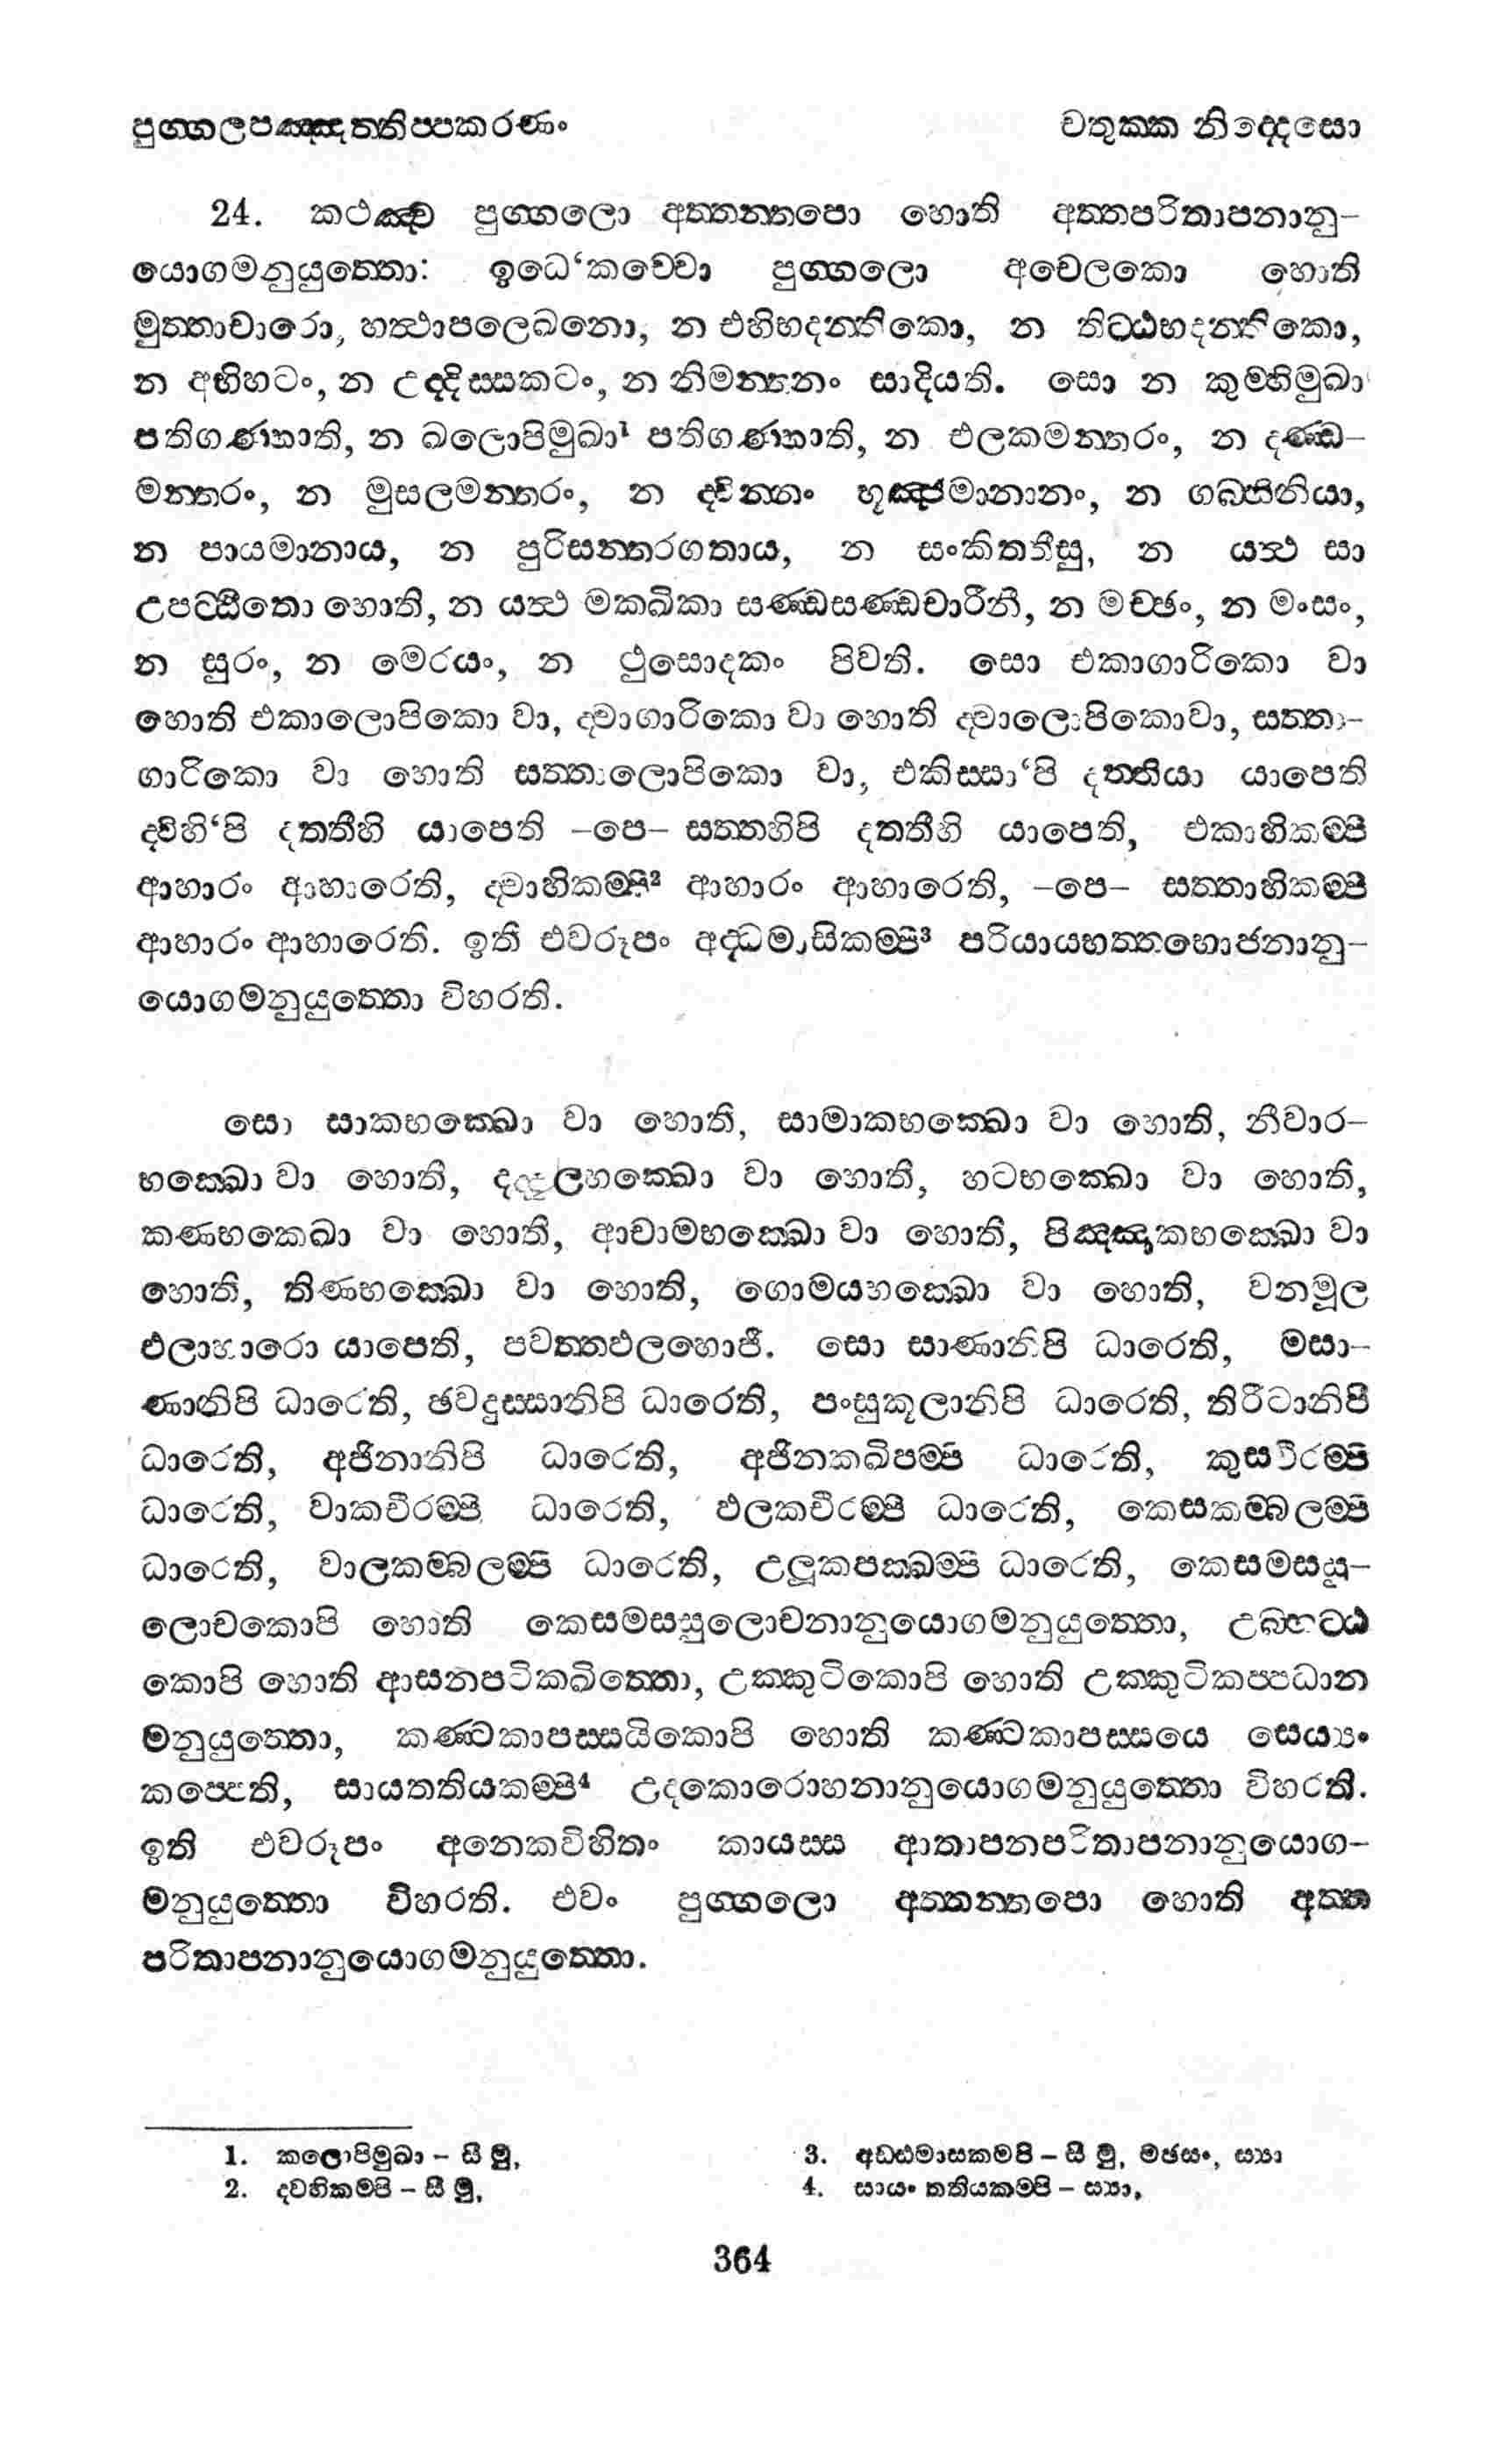 පුග්ගලපඤ්ඤත්තිප්පකරණං
චතුක්ක නිද්දෙසො
24. කථඤ්ච පුග්ගලො අත්තන්තපො හොති අත්තපරිතාපනානු–
යොගමනුයුත්තො: ඉධෙ‘කච්චො පුග්ගලො අචෙලකො හොති
මුත්තාචාරො, හත්ථාපලෙඛනො, න එහිභදන්තිකො, න තිට්ඨභදන්තිකො,
න අභිහටං, න උද්දිස්සකටං, න නිමන්තනං සාදියති. සො න කුම්භිමුඛා
පතිගණ්හාති, න ඛලොපිමුඛා¹ පතිගණ්හාති, න එලකමන්තරං, න දණ්ඩ–
මන්තරං, න මුසලමන්තරං, න ද්වින්නං භූඤ්ජමානානං, න ගබ්භිනියා,
න පායමානාය, න පුරිසන්තරගතාය, න සංකිත්තීසු, න යත්ථ සා
උපට්ඨීතො හොති, න යත්ථ මක්ඛිකා සණ්ඩසණ්ඩචාරිනී, න මච්ඡං, න මංසං,
න සුරං, න මෙරයං, න ථුසොදකං පිවති. සො එකාගාරිකො වා
හොති එකාලොපිකො වා, ද්වාගාරිකො වා හොති ද්වාලොපිකොවා, සත්තා–
ගාරිකො වා හොති සත්තාලොපිකො වා, එකිස්සා‘පි දත්තියා යාපෙති
ද්විහි‘පි දත්තීහි යාපෙති –පෙ– සත්තහිපි දත්තීහි යාපෙති, එකාහිකම්පි
ආහාරං ආහාරෙති, ද්වාහිකම්පි² ආහාරං ආහාරෙති, –පෙ– සත්තාහිකම්පි
ආහාරං ආහාරෙති. ඉති එවරූපං අද්ධමාසිකම්පි³ පරියායභත්තභොජනානු–
යොගමනුයුත්තො විහරති.
සො සාකභක්ඛො වා හොති, සාමාකභක්ඛො වා හොති, නීවාර–
භක්ඛො වා හොති, දද්දුලභක්ඛො වා හොති, හටභක්ඛො වා හොති,
කණභක්ඛො වා හොති, ආචාමභක්ඛො වා හොති, පිඤ්ඤාකභක්ඛො වා
හොති, තිණභක්ඛො වා හොති, ගොමයභක්ඛො වා හොති, වනමූල
ඵලාහාරො යාපෙති, පවත්තඵලභොජී. සො සාණානිපි ධාරෙති, මසා–
ණානිපි ධාරෙති, ඡවදුස්සානිපි ධාරෙති, පංසුකූලානිපි ධාරෙති, තිරීටානිපි
ධාරෙති, අජිනානිපි ධාරෙති, අජිනක්ඛිපම්පි ධාරෙති, කුසචීරම්පි
ධාරෙති, වාකචීරම්පි ධාරෙති, ඵලකචීරම්පි ධාරෙති, කෙසකම්බලම්පි
ධාරෙති, වාලකම්බලම්පි ධාරෙති, උලූකපක්ඛම්පි ධාරෙති, කෙසමස්සු–
ලොචකොපි හොති කෙසමස්සුලොචනානුයොගමනුයුත්තො, උබ්භට්ඨ
කොපි හොති ආසනපටික්ඛිත්තො, උක්කුටිකොපි හොති උක්කුටිකප්පධාන
මනුයුත්තො, කණ්ටකාපස්සයිකොපි හොති කණ්ටකාපස්සයෙ සෙය්‍යං
කප්පෙති, සායතතියකම්පි⁴ උදකොරොහනානුයොගමනුයුත්තො විහරති.
ඉති එවරූපං අනෙකවිහිතං කායස්ස ආතාපනපරිතාපනානුයොග–
මනුයුත්තො විහරති. එවං පුග්ගලො අත්තන්තපො හොති අත්ත
පරිතාපනානුයොගමනුයුත්තො.
1. කලොපිමුඛා – සී මු,
2. ද්වහිකම්පි – සී මු,
3. අඩ්ඪමාසකමපි – සී මු, මඡසං, ස්‍යා
4. සායං තතියකම්පි – ස්‍යා,
364